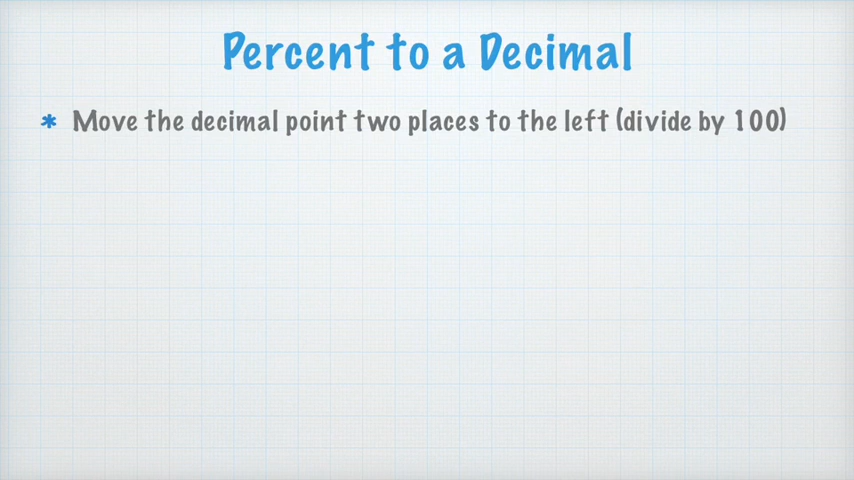 Percent to a Decimal
* Move the decimal point two places to the left (divide by 100)